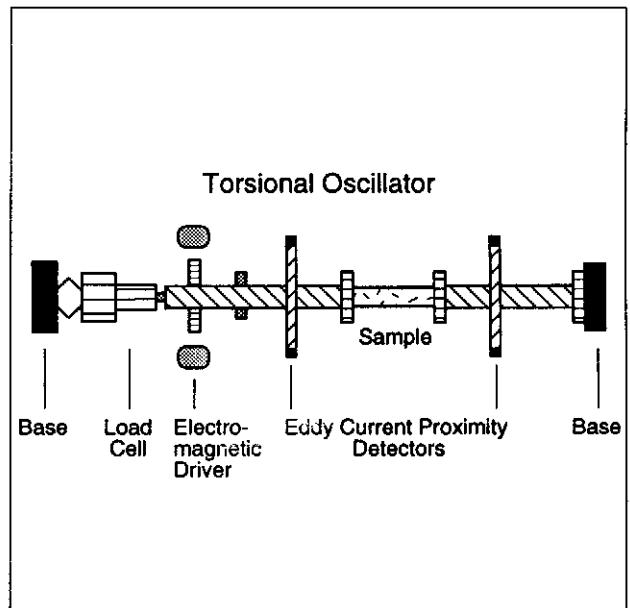 Torsional Oscillator
Sample
Base
Load
Cell
Electro-
magnetic
Driver
Eddy Current Proximity
Detectors
Base